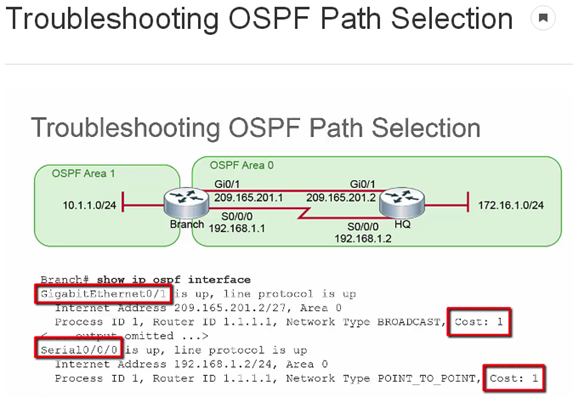 Troubleshooting OSPF Path Selection
Troubleshooting OSPF Path Selection
OSPF Area 1
OSPF Area 0
Gi0/1
Gi0/1
209.165.201.1
209.165.201.2
10.1.1.0/24
172.16.1.0/24
Branch
S0/0/0
HQ
192.168.1.1
S0/0/0
192.168.1.2
Branch# show ip ospf interface
GigabitEthernet0/1 is up, line protocol is up
Internet Address 209.165.201.2/27, Area 0
Process ID 1, Router ID 1.1.1.1, Network Type BROADCAST, Cost: 1
<... output omitted ...>
Serial0/0/0 is up, line protocol is up
Internet Address 192.168.1.2/24, Area 0
Process ID 1, Router ID 1.1.1.1, Network Type POINT_TO_POINT, Cost: 1